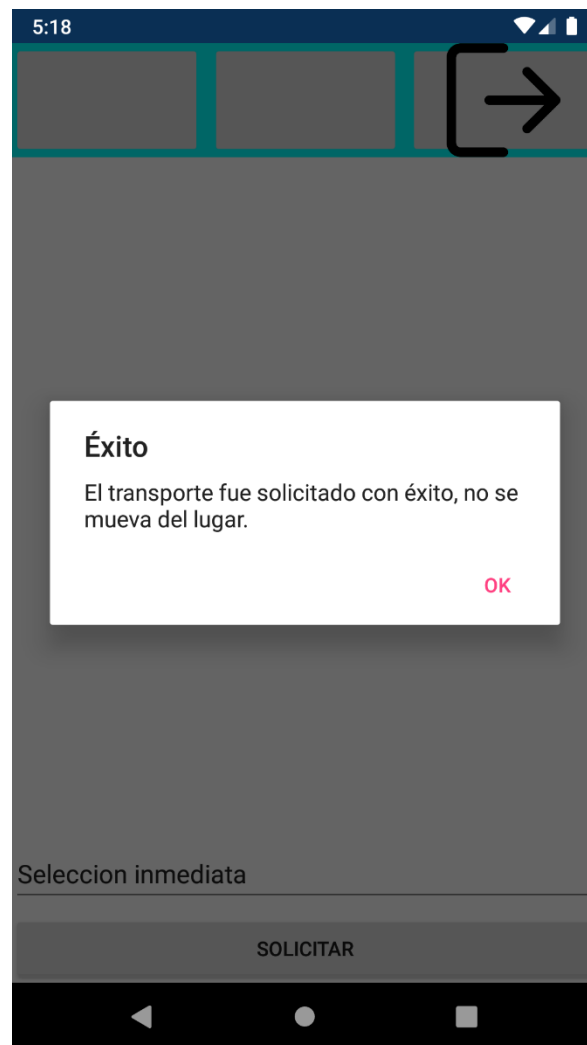 5:18
Éxito
El transporte fue solicitado con éxito, no se
mueva del lugar.
OK
Seleccion inmediata
SOLICITAR